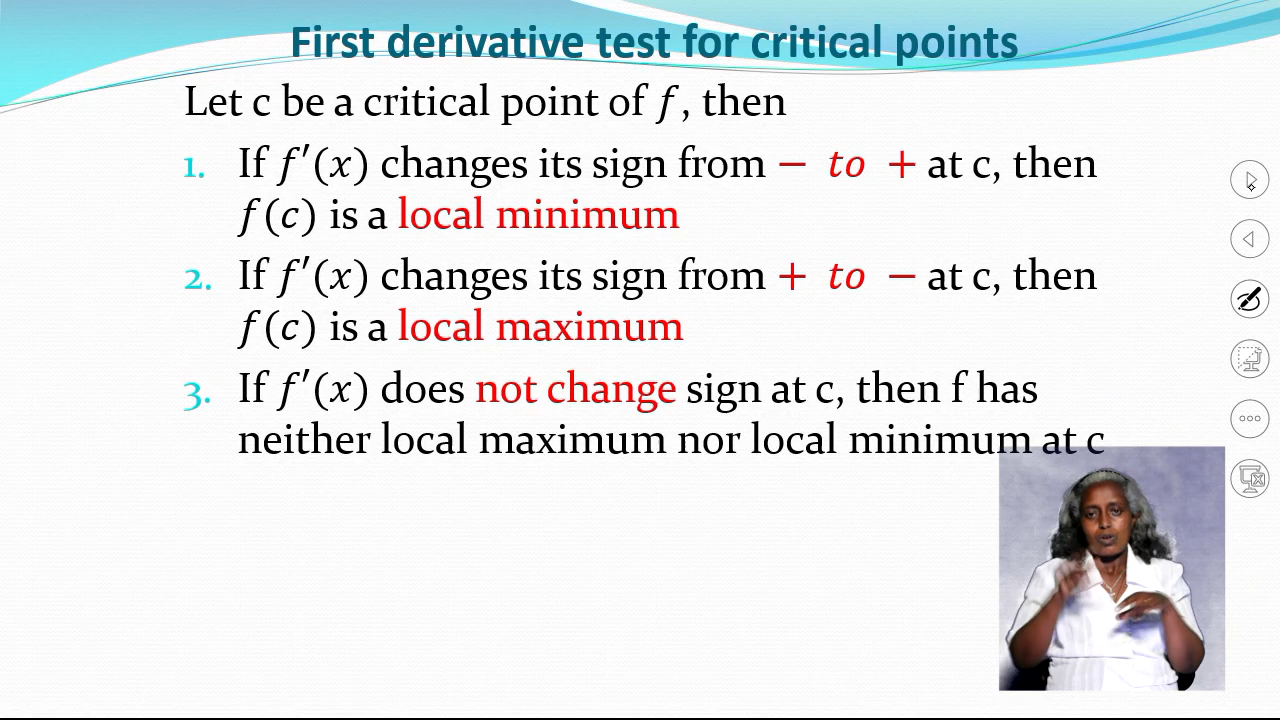 First derivative test for critical points
Let c be a critical point of f, then
1. If f′(x) changes its sign from − to + at c, then
f(c) is a local minimum
2. If f′(x) changes its sign from + to − at c, then
f(c) is a local maximum
3. If f′(x) does not change sign at c, then f has
neither local maximum nor local minimum at c